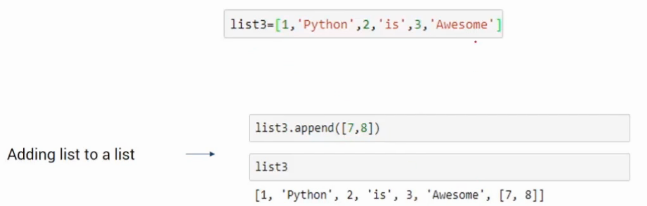 list3=[1,'Python',2,'is',3,'Awesome']
list3.append([7,8])
Adding list to a list
list3
[1, 'Python', 2, 'is', 3, 'Awesome', [7, 8]]